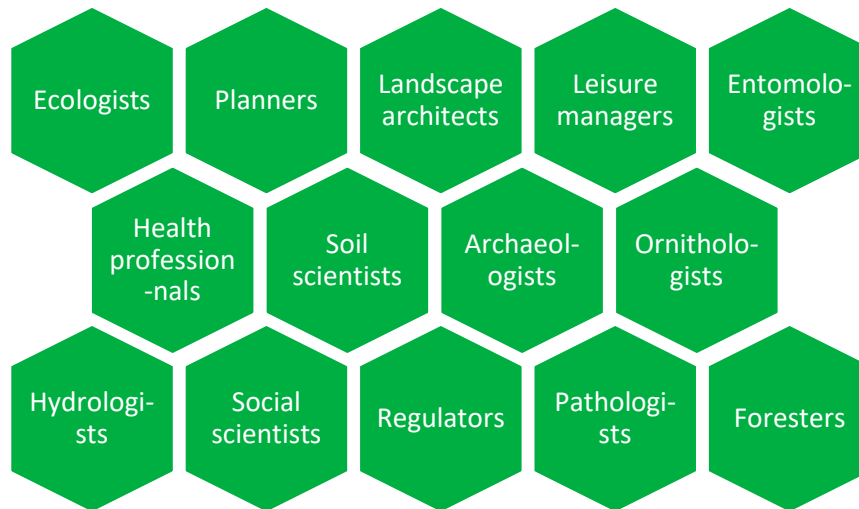 Ecologists
Planners
Landscape
architects
Leisure
managers
Entomolo-
gists
Health
profession
-nals
Soil
scientists
Archaeol-
ogists
Ornitholo-
gists
Hydrologi-
sts
Social
scientists
Regulators
Pathologi-
sts
Foresters